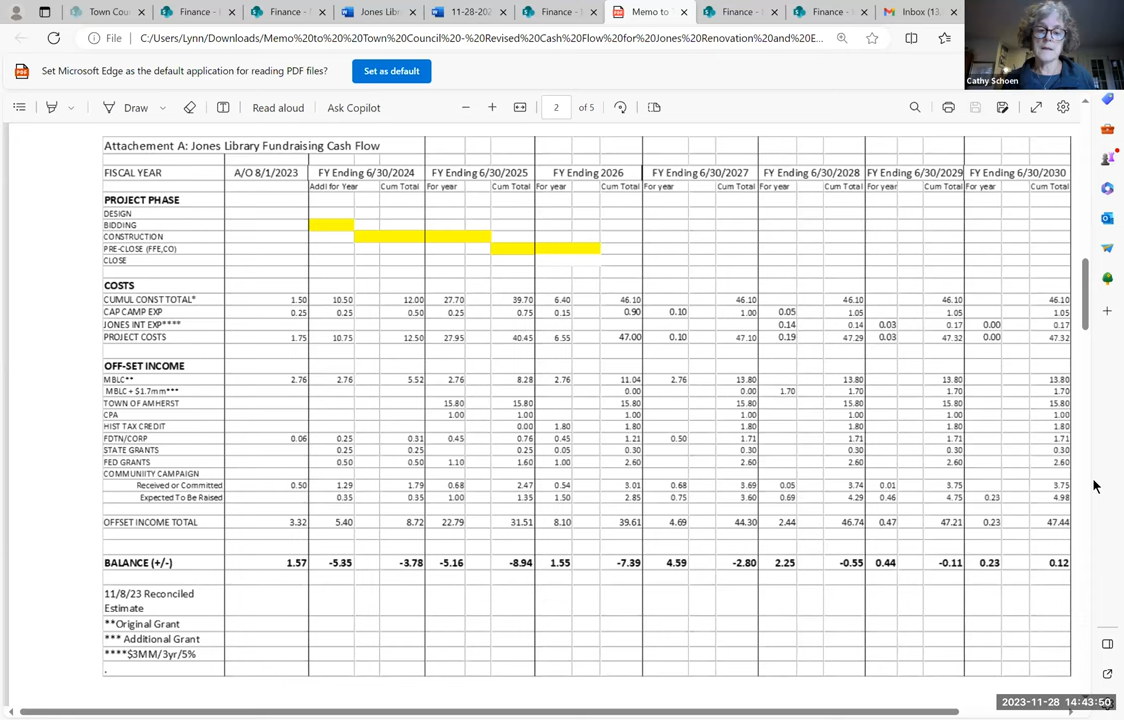 Town Cou
Finance -
Finance -
Jones Libr
11-28-202
Finance -
Memo to
Finance -
Finance -
Inbox (13,
File
C:/Users/Lynn/Downloads/Memo%20to%20Town%20Council%20-%20Revised%20Cash%20Flow%20for%20Jones%20Renovation%20and%20E...
Cathy Schoen
Set Microsoft Edge as the default application for reading PDF files? Set as default
Draw Read aloud Ask Copilot 2 of 5
Attachement A: Jones Library Fundraising Cash Flow
FISCAL YEAR A/O 8/1/2023 FY Ending 6/30/2024 FY Ending 6/30/2025 FY Ending 2026 FY Ending 6/30/2027 FY Ending 6/30/2028 FY Ending 6/30/2029 FY Ending 6/30/2030
Addl for Year Cum Total For year Cum Total For year Cum Total For year Cum Total For year Cum Total For year Cum Total For year Cum Total
PROJECT PHASE
DESIGN
BIDDING
CONSTRUCTION
PRE-CLOSE (FFE,CO)
CLOSE
COSTS
CUMUL CONST TOTAL* 1.50 10.50 12.00 27.70 39.70 6.40 46.10 46.10 46.10 46.10 46.10
CAP CAMP EXP 0.25 0.25 0.50 0.25 0.75 0.15 0.90 0.10 1.00 0.05 1.05 1.05 1.05
JONES INT EXP**** 0.14 0.14 0.03 0.17 0.00 0.17
PROJECT COSTS 1.75 10.75 12.50 27.95 40.45 6.55 47.00 0.10 47.10 0.19 47.29 0.03 47.32 0.00 47.32
OFF-SET INCOME
MBLC** 2.76 2.76 5.52 2.76 8.28 2.76 11.04 2.76 13.80 13.80 13.80 13.80
MBLC + $1.7mm*** 0.00 0.00 1.70 1.70 1.70 1.70
TOWN OF AMHERST 15.80 15.80 15.80 15.80 15.80 15.80 15.80
CPA 1.00 1.00 1.00 1.00 1.00 1.00 1.00
HIST TAX CREDIT 0.00 1.80 1.80 1.80 1.80 1.80 1.80
FDTN/CORP 0.06 0.25 0.31 0.45 0.76 0.45 1.21 0.50 1.71 1.71 1.71 1.71
STATE GRANTS 0.25 0.25 0.25 0.05 0.30 0.30 0.30 0.30 0.30
FED GRANTS 0.50 0.50 1.10 1.60 1.00 2.60 2.60 2.60 2.60 2.60
COMMUNIITY CAMPAIGN
Received or Committed 0.50 1.29 1.79 0.68 2.47 0.54 3.01 0.68 3.69 0.05 3.74 0.01 3.75 3.75
Expected To Be Raised 0.35 0.35 1.00 1.35 1.50 2.85 0.75 3.60 0.69 4.29 0.46 4.75 0.23 4.98
OFFSET INCOME TOTAL 3.32 5.40 8.72 22.79 31.51 8.10 39.61 4.69 44.30 2.44 46.74 0.47 47.21 0.23 47.44
BALANCE (+/-) 1.57 -5.35 -3.78 -5.16 -8.94 1.55 -7.39 4.59 -2.80 2.25 -0.55 0.44 -0.11 0.23 0.12
11/8/23 Reconciled
Estimate
**Original Grant
*** Additional Grant
****$3MM/3yr/5%
.
2023-11-28 14:43:50